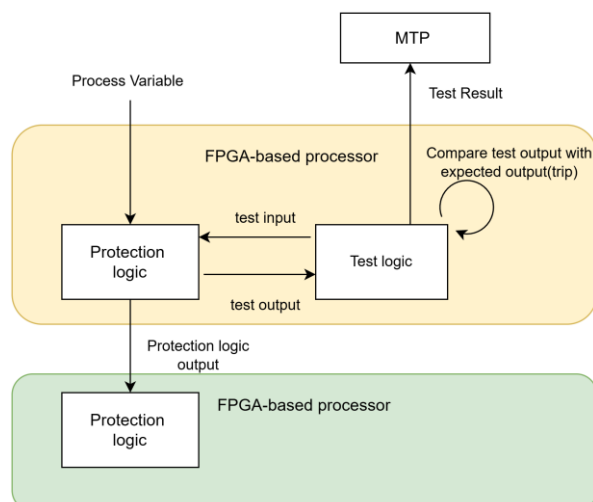 MTP
Process Variable
Test Result
FPGA-based processor
Compare test output with
expected output(trip)
test input
Protection
logic
Test logic
test output
Protection logic
output
FPGA-based processor
Protection
logic